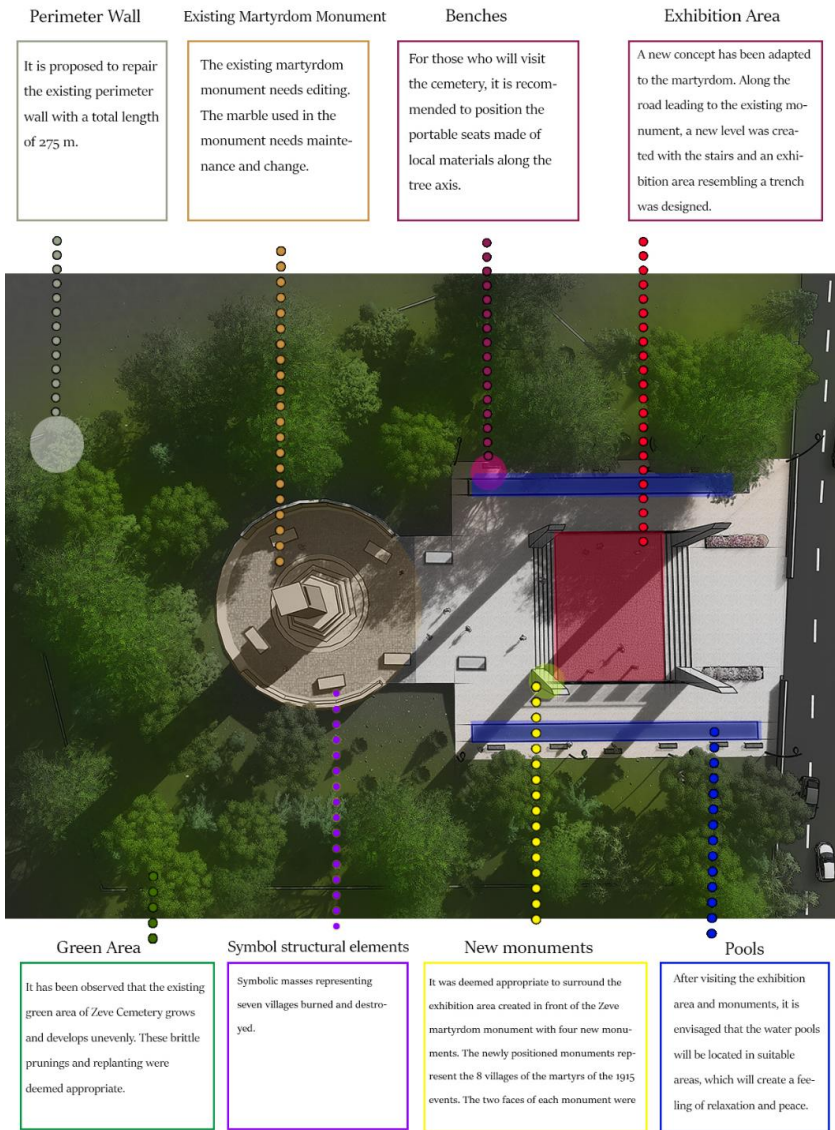 Perimeter Wall
It is proposed to repair
the existing perimeter
wall with a total length
of 275 m.
Existing Martyrdom Monument
The existing martyrdom
monument needs editing.
The marble used in the
monument needs mainte-
nance and change.
Benches
For those who will visit
the cemetery, it is recom-
mended to position the
portable seats made of
local materials along the
tree axis.
Exhibition Area
A new concept has been adapted
to the martyrdom. Along the
road leading to the existing mo-
nument, a new level was crea-
ted with the stairs and an exhi-
bition area resembling a trench
was designed.
Green Area
It has been observed that the existing
green area of Zeve Cemetery grows
and develops unevenly. These brittle
prunings and replanting were
deemed appropriate.
Symbol structural elements
Symbolic masses representing
seven villages burned and destro-
yed.
New monuments
It was deemed appropriate to surround the
exhibition area created in front of the Zeve
martyrdom monument with four new monu-
ments. The newly positioned monuments rep-
resent the 8 villages of the martyrs of the 1915
events. The two faces of each monument were
Pools
After visiting the exhibition
area and monuments, it is
envisaged that the water pools
will be located in suitable
areas, which will create a fee-
ling of relaxation and peace.